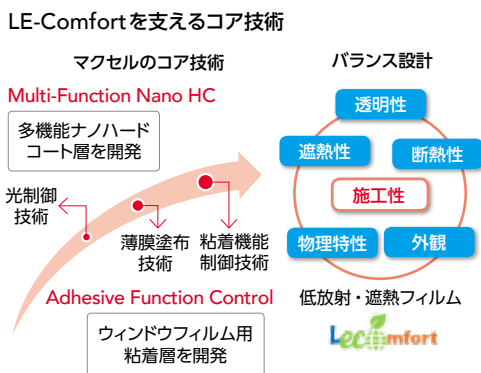 LE-Comfortを支えるコア技術
マクセルのコア技術
Multi-Function Nano HC
多機能ナノハード
コート層を開発
光制御
技術
薄膜塗布
技術
粘着機能
制御技術
Adhesive Function Control
ウィンドウフィルム用
粘着層を開発
バランス設計
透明性
遮熱性
断熱性
施工性
物理特性
外観
低放射・遮熱フィルム
Lecomfort